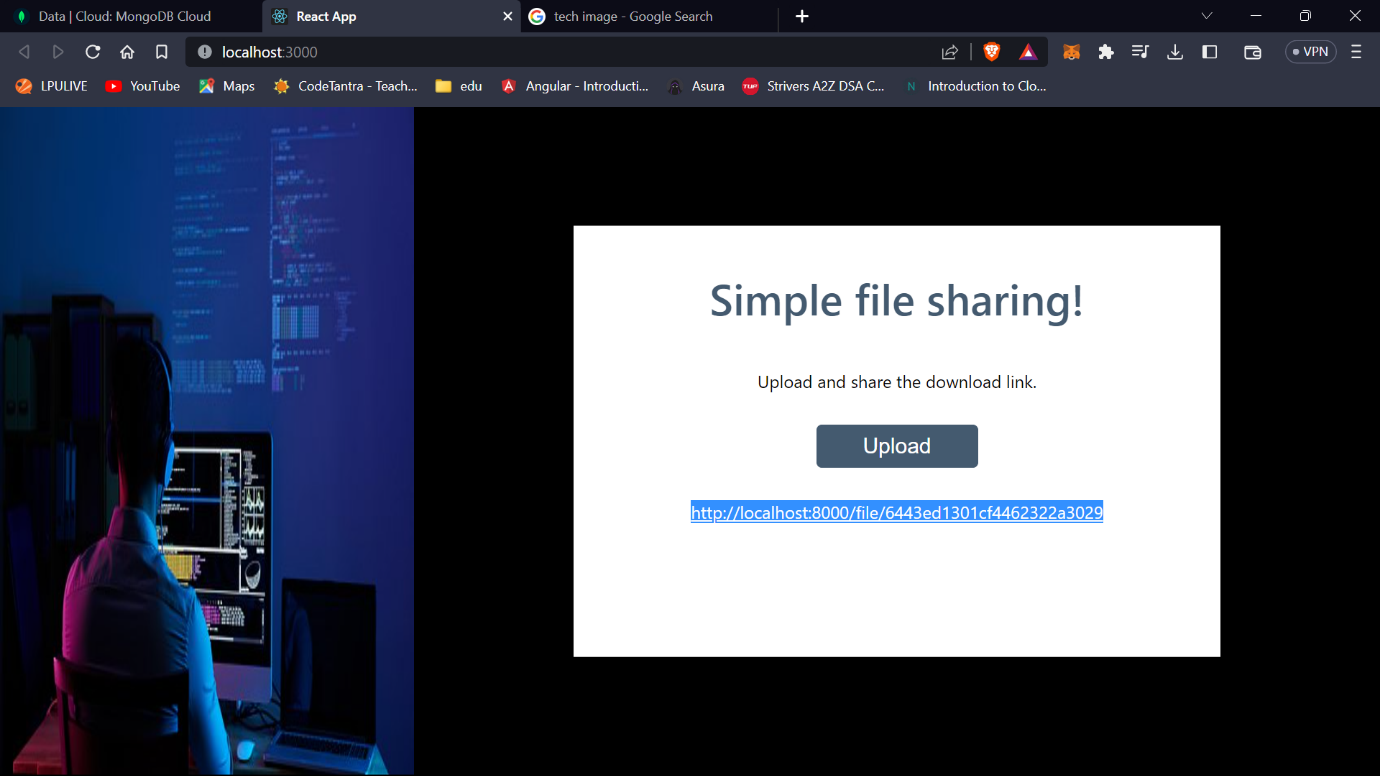 Data | Cloud: MongoDB Cloud
React App
tech image - Google Search
localhost:3000
VPN
LPULIVE
YouTube
Maps
CodeTantra - Teach...
edu
Angular - Introducti...
Asura
TUF
Strivers A2Z DSA C...
N
Introduction to Clo...
Simple file sharing!
Upload and share the download link.
Upload
http://localhost:8000/file/6443ed1301cf4462322a3029